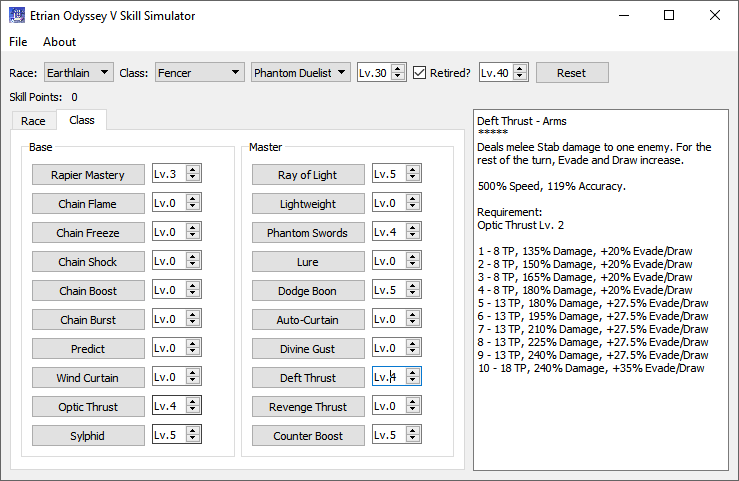 Etrian Odyssey V Skill Simulator
File About
Race: Earthlain Class: Fencer Phantom Duelist Lv.30 Retired? Lv.40 Reset
Skill Points: 0
Race Class
Base
Rapier Mastery Lv.3
Chain Flame Lv.0
Chain Freeze Lv.0
Chain Shock Lv.0
Chain Boost Lv.0
Chain Burst Lv.0
Predict Lv.0
Wind Curtain Lv.0
Optic Thrust Lv.4
Sylphid Lv.5
Master
Ray of Light Lv.5
Lightweight Lv.0
Phantom Swords Lv.4
Lure Lv.0
Dodge Boon Lv.5
Auto-Curtain Lv.0
Divine Gust Lv.0
Deft Thrust Lv.4
Revenge Thrust Lv.0
Counter Boost Lv.5
Deft Thrust - Arms
*****
Deals melee Stab damage to one enemy. For the
rest of the turn, Evade and Draw increase.
500% Speed, 119% Accuracy.
Requirement:
Optic Thrust Lv. 2
1 - 8 TP, 135% Damage, +20% Evade/Draw
2 - 8 TP, 150% Damage, +20% Evade/Draw
3 - 8 TP, 165% Damage, +20% Evade/Draw
4 - 8 TP, 180% Damage, +20% Evade/Draw
5 - 13 TP, 180% Damage, +27.5% Evade/Draw
6 - 13 TP, 195% Damage, +27.5% Evade/Draw
7 - 13 TP, 210% Damage, +27.5% Evade/Draw
8 - 13 TP, 225% Damage, +27.5% Evade/Draw
9 - 13 TP, 240% Damage, +27.5% Evade/Draw
10 - 18 TP, 240% Damage, +35% Evade/Draw